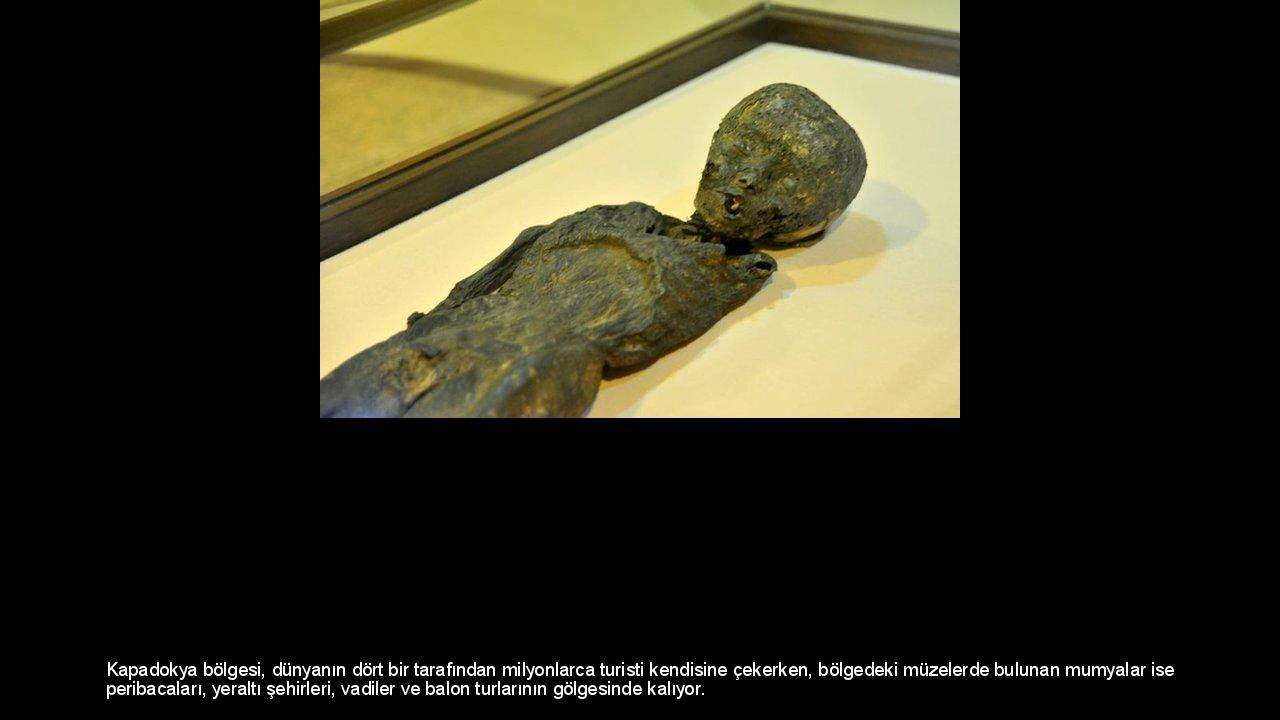 Kapadokya bölgesi, dünyanın dört bir tarafından milyonlarca turisti kendisine çekerken, bölgedeki müzelerde bulunan mumyalar ise
peribacaları, yeraltı şehirleri, vadiler ve balon turlarının gölgesinde kalıyor.